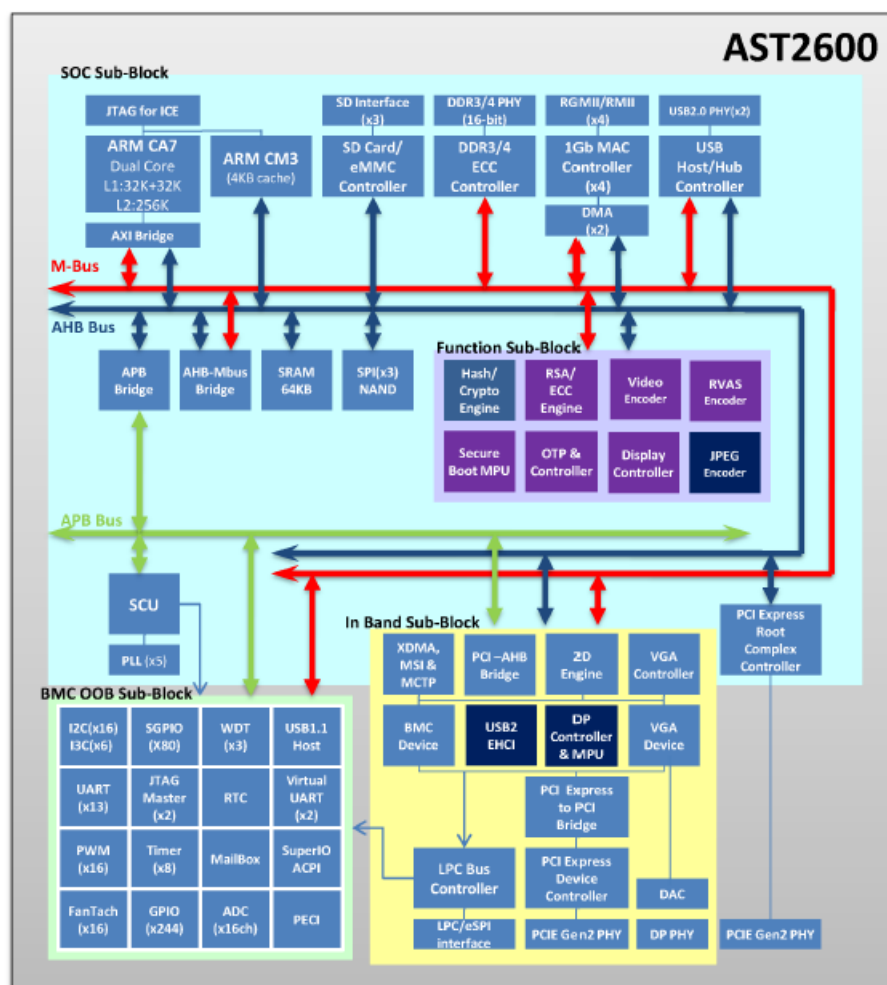 AST2600
SOC Sub-Block
JTAG for ICE
ARM CA7
Dual Core
L1:32K+32K
L2:256K
AXI Bridge
ARM CM3
(4KB cache)
SD Interface
(x3)
SD Card/
eMMC
Controller
DDR3/4 PHY
(16-bit)
DDR3/4
ECC
Controller
RGMII/RMII
(x4)
1Gb MAC
Controller
(x4)
DMA
(x2)
USB2.0 PHY(x2)
USB
Host/Hub
Controller
M-Bus
AHB Bus
APB
Bridge
AHB-Mbus
Bridge
SRAM
64KB
SPI(x3)
NAND
Function Sub-Block
Hash/
Crypto
Engine
RSA/
ECC
Engine
Video
Encoder
RVAS
Encoder
Secure
Boot MPU
OTP &
Controller
Display
Controller
JPEG
Encoder
APB Bus
SCU
PLL (x5)
In Band Sub-Block
XDMA,
MSI &
MCTP
PCI –AHB
Bridge
2D
Engine
VGA
Controller
BMC
Device
USB2
EHCI
DP
Controller
& MPU
VGA
Device
PCI Express
to PCI
Bridge
LPC Bus
Controller
PCI Express
Device
Controller
DAC
LPC/eSPI
interface
PCIE Gen2 PHY
DP PHY
PCI Express
Root
Complex
Controller
PCIE Gen2 PHY
BMC OOB Sub-Block
I2C(x16)
I3C(x6)
SGPIO
(X80)
WDT
(x3)
USB1.1
Host
UART
(x13)
JTAG
Master
(x2)
RTC
Virtual
UART
(x2)
PWM
(x16)
Timer
(x8)
MailBox
SuperIO
ACPI
FanTach
(x16)
GPIO
(x244)
ADC
(x16ch)
PECI